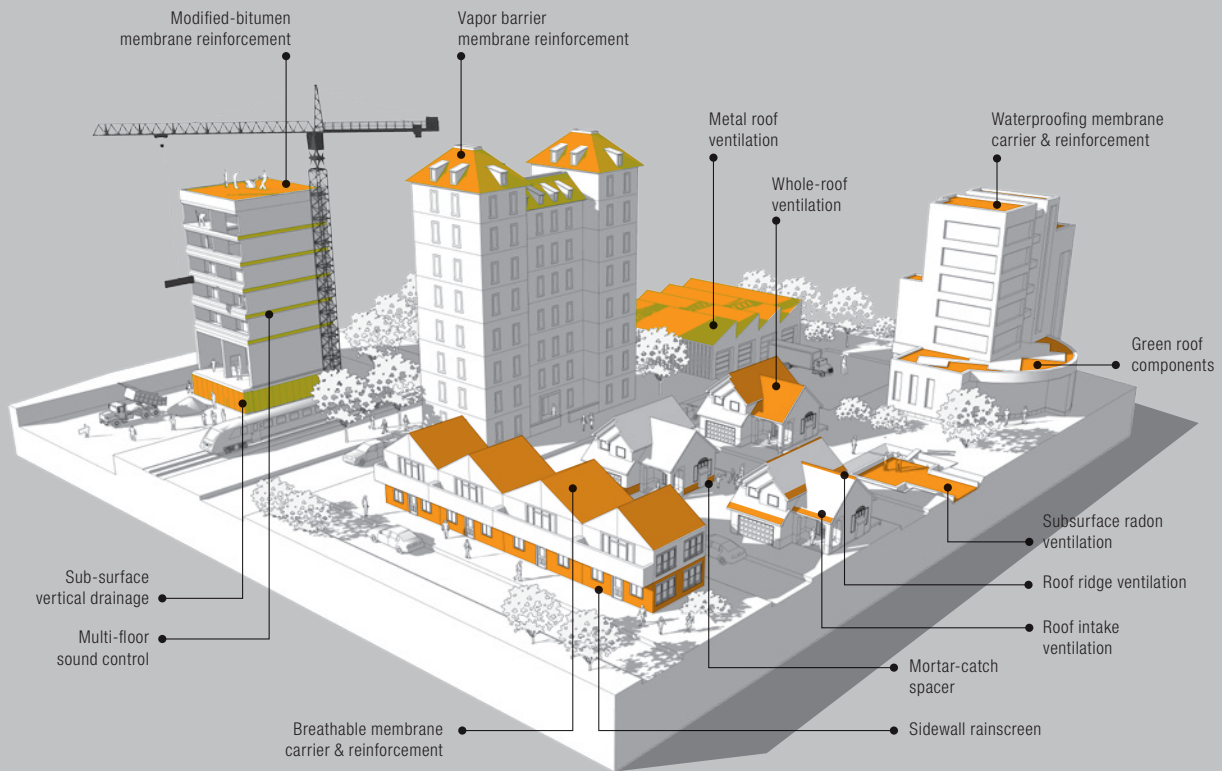 Modified-bitumen
membrane reinforcement
Vapor barrier
membrane reinforcement
Metal roof
ventilation
Waterproofing membrane
carrier & reinforcement
Whole-roof
ventilation
Green roof
components
Subsurface radon
ventilation
Sub-surface
vertical drainage
Roof ridge ventilation
Multi-floor
sound control
Roof intake
ventilation
Mortar-catch
spacer
Breathable membrane
carrier & reinforcement
Sidewall rainscreen